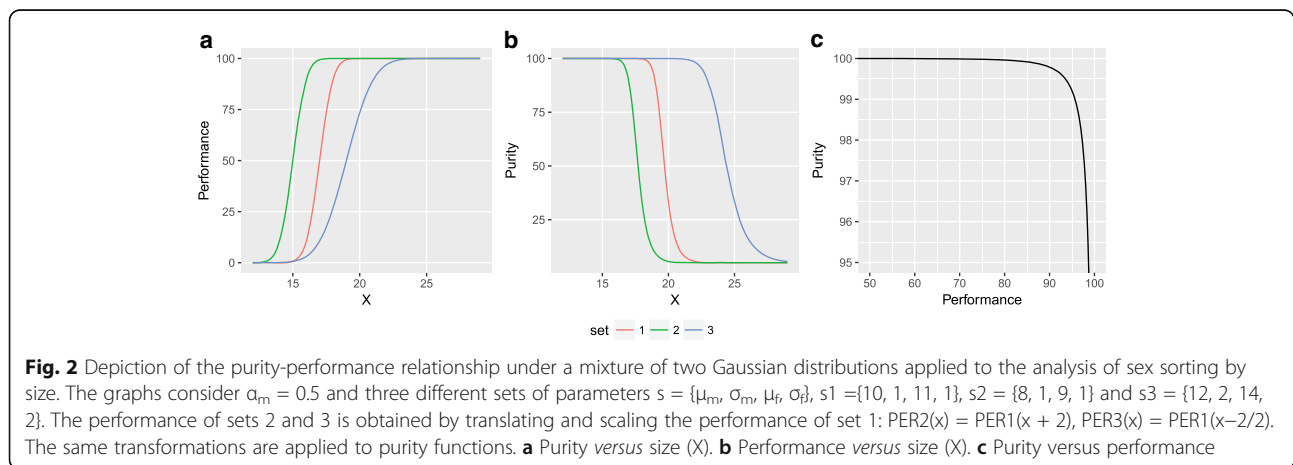 a
b
c
100
75
50
25
0
Performance
15
20
25
X
100
75
50
25
Purity
15
20
25
X
100
99
98
97
96
95
Purity
50
60
70
80
90
100
Performance
set 1 2 3
Fig. 2 Depiction of the purity-performance relationship under a mixture of two Gaussian distributions applied to the analysis of sex sorting by
size. The graphs consider αm = 0.5 and three different sets of parameters s = {μm, σm, μf, σf}, s1 ={10, 1, 11, 1}, s2 = {8, 1, 9, 1} and s3 = {12, 2, 14,
2}. The performance of sets 2 and 3 is obtained by translating and scaling the performance of set 1: PER2(x) = PER1(x + 2), PER3(x) = PER1(x−2/2).
The same transformations are applied to purity functions. a Purity versus size (X). b Performance versus size (X). c Purity versus performance